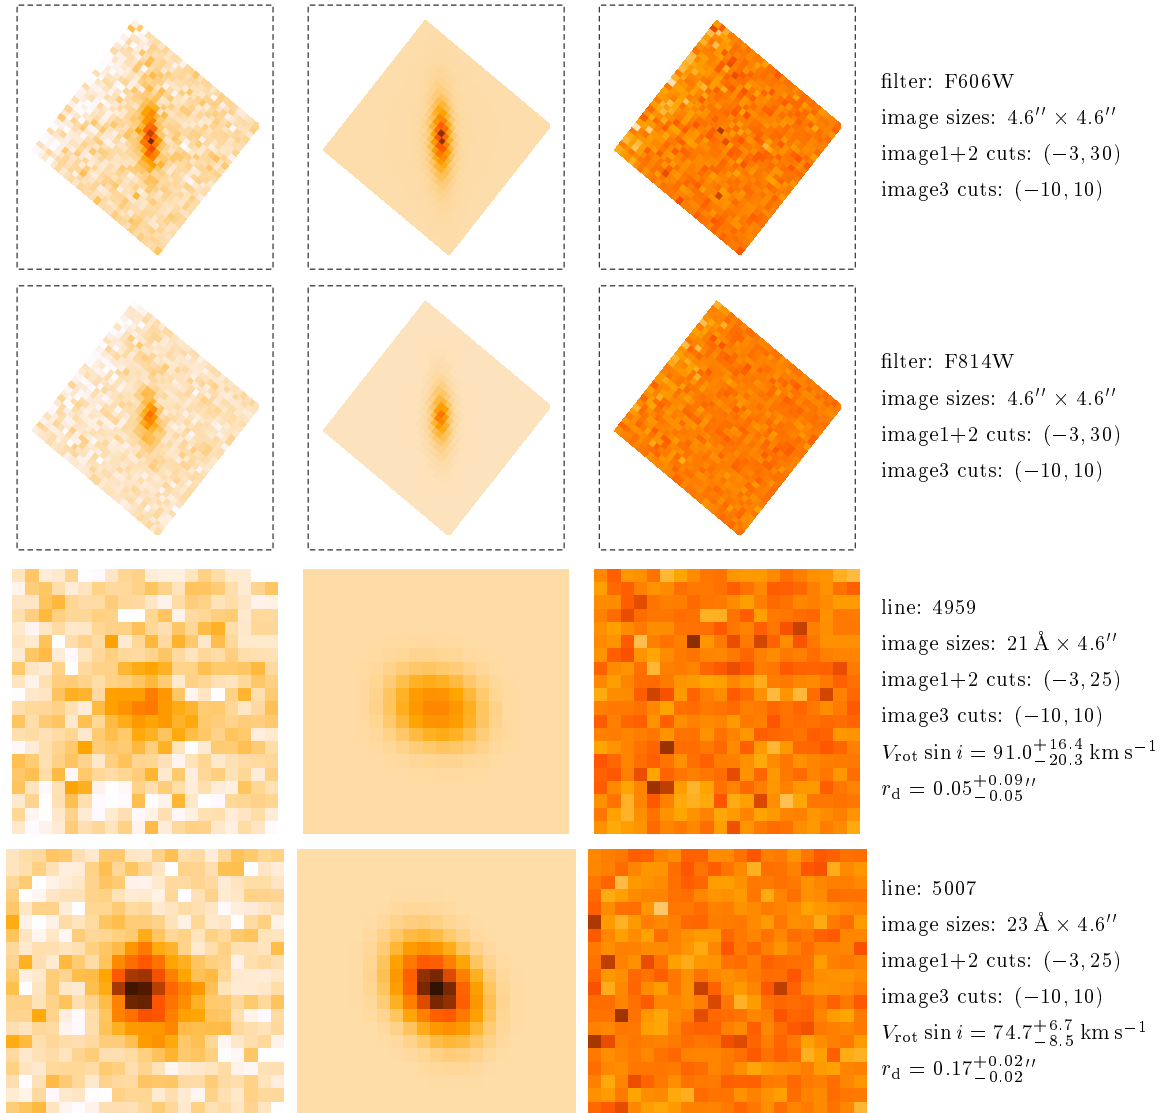 filter: F606W
image sizes: 4.6′′ × 4.6′′
image1+2 cuts: (−3, 30)
image3 cuts: (−10, 10)
filter: F814W
image sizes: 4.6′′ × 4.6′′
image1+2 cuts: (−3, 30)
image3 cuts: (−10, 10)
line: 4959
image sizes: 21 Å × 4.6′′
image1+2 cuts: (−3, 25)
image3 cuts: (−10, 10)
V_rot sin i = 91.0^{+16.4}_{−20.3} km s^{−1}
r_d = 0.05^{+0.09}_{−0.05}′′
line: 5007
image sizes: 23 Å × 4.6′′
image1+2 cuts: (−3, 25)
image3 cuts: (−10, 10)
V_rot sin i = 74.7^{+6.7}_{−8.5} km s^{−1}
r_d = 0.17^{+0.02}_{−0.02}′′